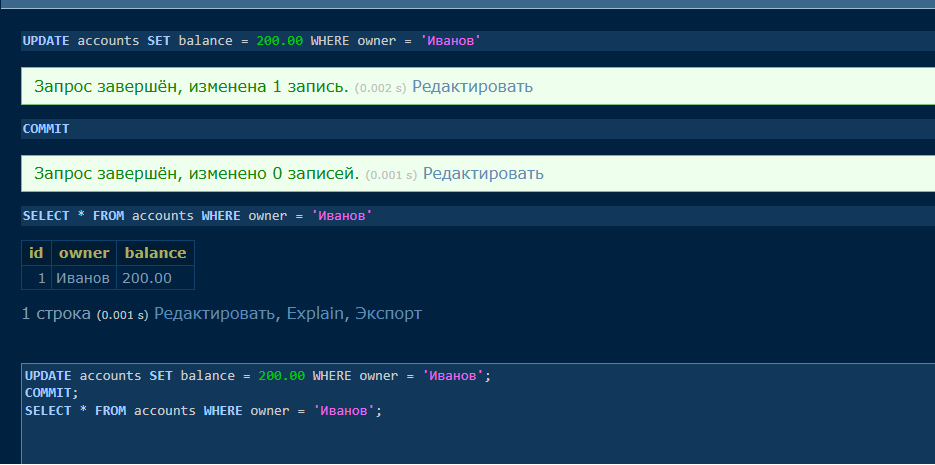 UPDATE accounts SET balance = 200.00 WHERE owner = 'Иванов'
Запрос завершён, изменена 1 запись. (0.002 s) Редактировать
COMMIT
Запрос завершён, изменено 0 записей. (0.001 s) Редактировать
SELECT * FROM accounts WHERE owner = 'Иванов'
id owner balance
1 Иванов 200.00
1 строка (0.001 s) Редактировать, Explain, Экспорт
UPDATE accounts SET balance = 200.00 WHERE owner = 'Иванов';
COMMIT;
SELECT * FROM accounts WHERE owner = 'Иванов';